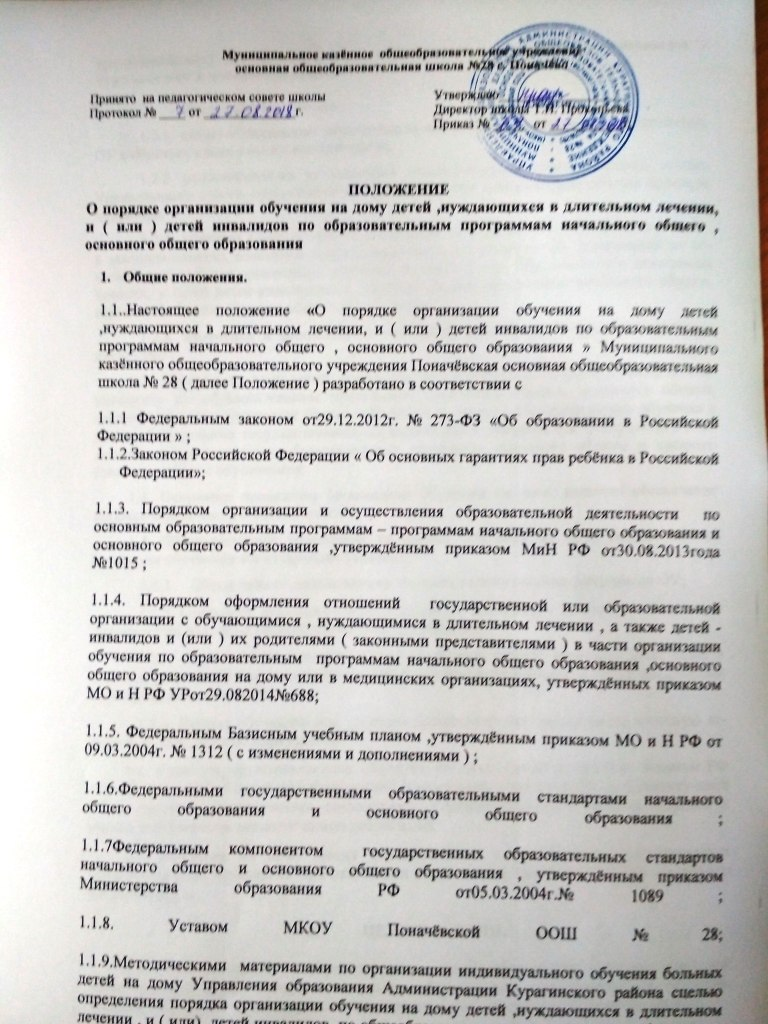 Муниципальное казённое общеобразовательное учреждение
основная общеобразовательная школа №28 с. Поначёво
Принято на педагогическом совете школы
Утверждаю
Протокол № 7 от 27.08.2018 г.
Директор школы Т.И. Прокопьева
Приказ № от
ПОЛОЖЕНИЕ
О порядке организации обучения на дому детей ,нуждающихся в длительном лечении,
и ( или ) детей инвалидов по образовательным программам начального общего ,
основного общего образования
1. Общие положения.
1.1..Настоящее положение «О порядке организации обучения на дому детей
,нуждающихся в длительном лечении, и ( или ) детей инвалидов по образовательным
программам начального общего , основного общего образования » Муниципального
казённого общеобразовательного учреждения Поначёвская основная общеобразовательная
школа № 28 ( далее Положение ) разработано в соответствии с
1.1.1 Федеральным законом от29.12.2012г. № 273-ФЗ «Об образовании в Российской
Федерации » ;
1.1.2.Законом Российской Федерации « Об основных гарантиях прав ребёнка в Российской
Федерации»;
1.1.3. Порядком организации и осуществления образовательной деятельности по
основным образовательным программам – программам начального общего образования и
основного общего образования ,утверждённым приказом МиН РФ от30.08.2013года
№1015 ;
1.1.4. Порядком оформления отношений государственной или образовательной
организации с обучающимися , нуждающимися в длительном лечении , а также детей -
инвалидов и (или ) их родителями ( законными представителями ) в части организации
обучения по образовательным программам начального общего образования ,основного
общего образования на дому или в медицинских организациях, утверждённых приказом
МО и Н РФ УРот29.082014№688;
1.1.5. Федеральным Базисным учебным планом ,утверждённым приказом МО и Н РФ от
09.03.2004г. № 1312 ( с изменениями и дополнениями ) ;
1.1.6.Федеральными государственными образовательными стандартами начального
общего образования и основного общего образования ;
1.1.7Федеральным компонентом государственных образовательных стандартов
начального общего и основного общего образования , утверждённым приказом
Министерства образования РФ от05.03.2004г.№ 1089 ;
1.1.8. Уставом МКОУ Поначёвской ООШ № 28;
1.1.9.Методическими материалами по организации индивидуального обучения больных
детей на дому Управления образования Администрации Курагинского района сцелью
определения порядка организации обучения на дому детей ,нуждающихся в длительном
лечении , и ( или) детей инвалидов по